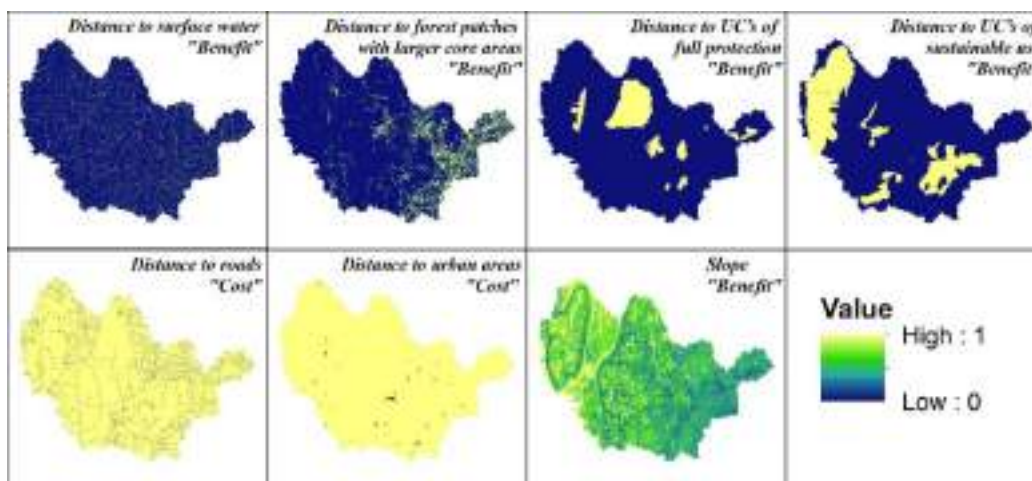 Distance to surface water
"Benefit"
Distance to forest patches
with larger core areas
"Benefit"
Distance to UC's of
full protection
"Benefit"
Distance to UC's of
sustainable us
"Benefit"
Distance to roads
"Cost"
Distance to urban areas
"Cost"
Slope
"Benefit"
Value
High : 1
Low : 0